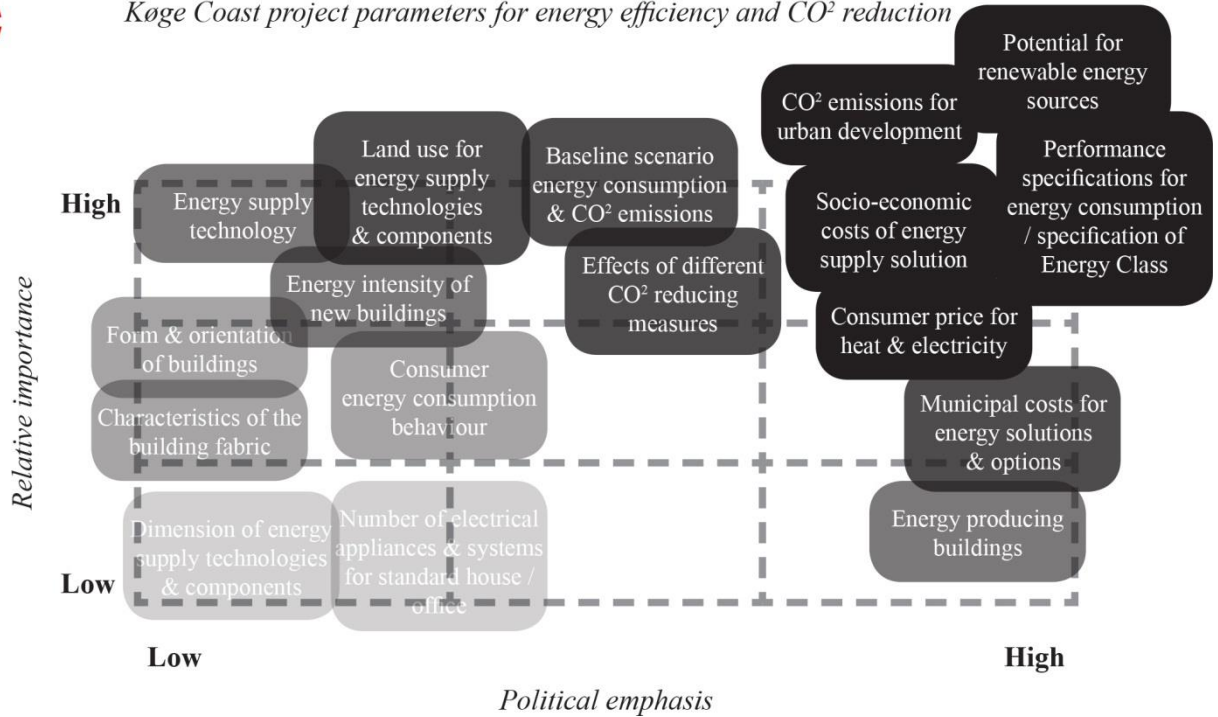 Køge Coast project parameters for energy efficiency and CO² reduction
Potential for
renewable energy
sources
CO² emissions for
urban development
Land use for
energy supply
technologies
& components
Baseline scenario
energy consumption
& CO² emissions
Performance
specifications for
energy consumption
/ specification of
Energy Class
High
Energy supply
technology
Socio-economic
costs of energy
supply solution
Effects of different
CO² reducing
measures
Energy intensity of
new buildings
Consumer price for
heat & electricity
Form & orientation
of buildings
Consumer
energy consumption
behaviour
Characteristics of the
building fabric
Municipal costs for
energy solutions
& options
Relative importance
Dimension of energy
supply technologies
& components
Number of electrical
appliances & systems
for standard house /
office
Energy producing
buildings
Low
Low
High
Political emphasis